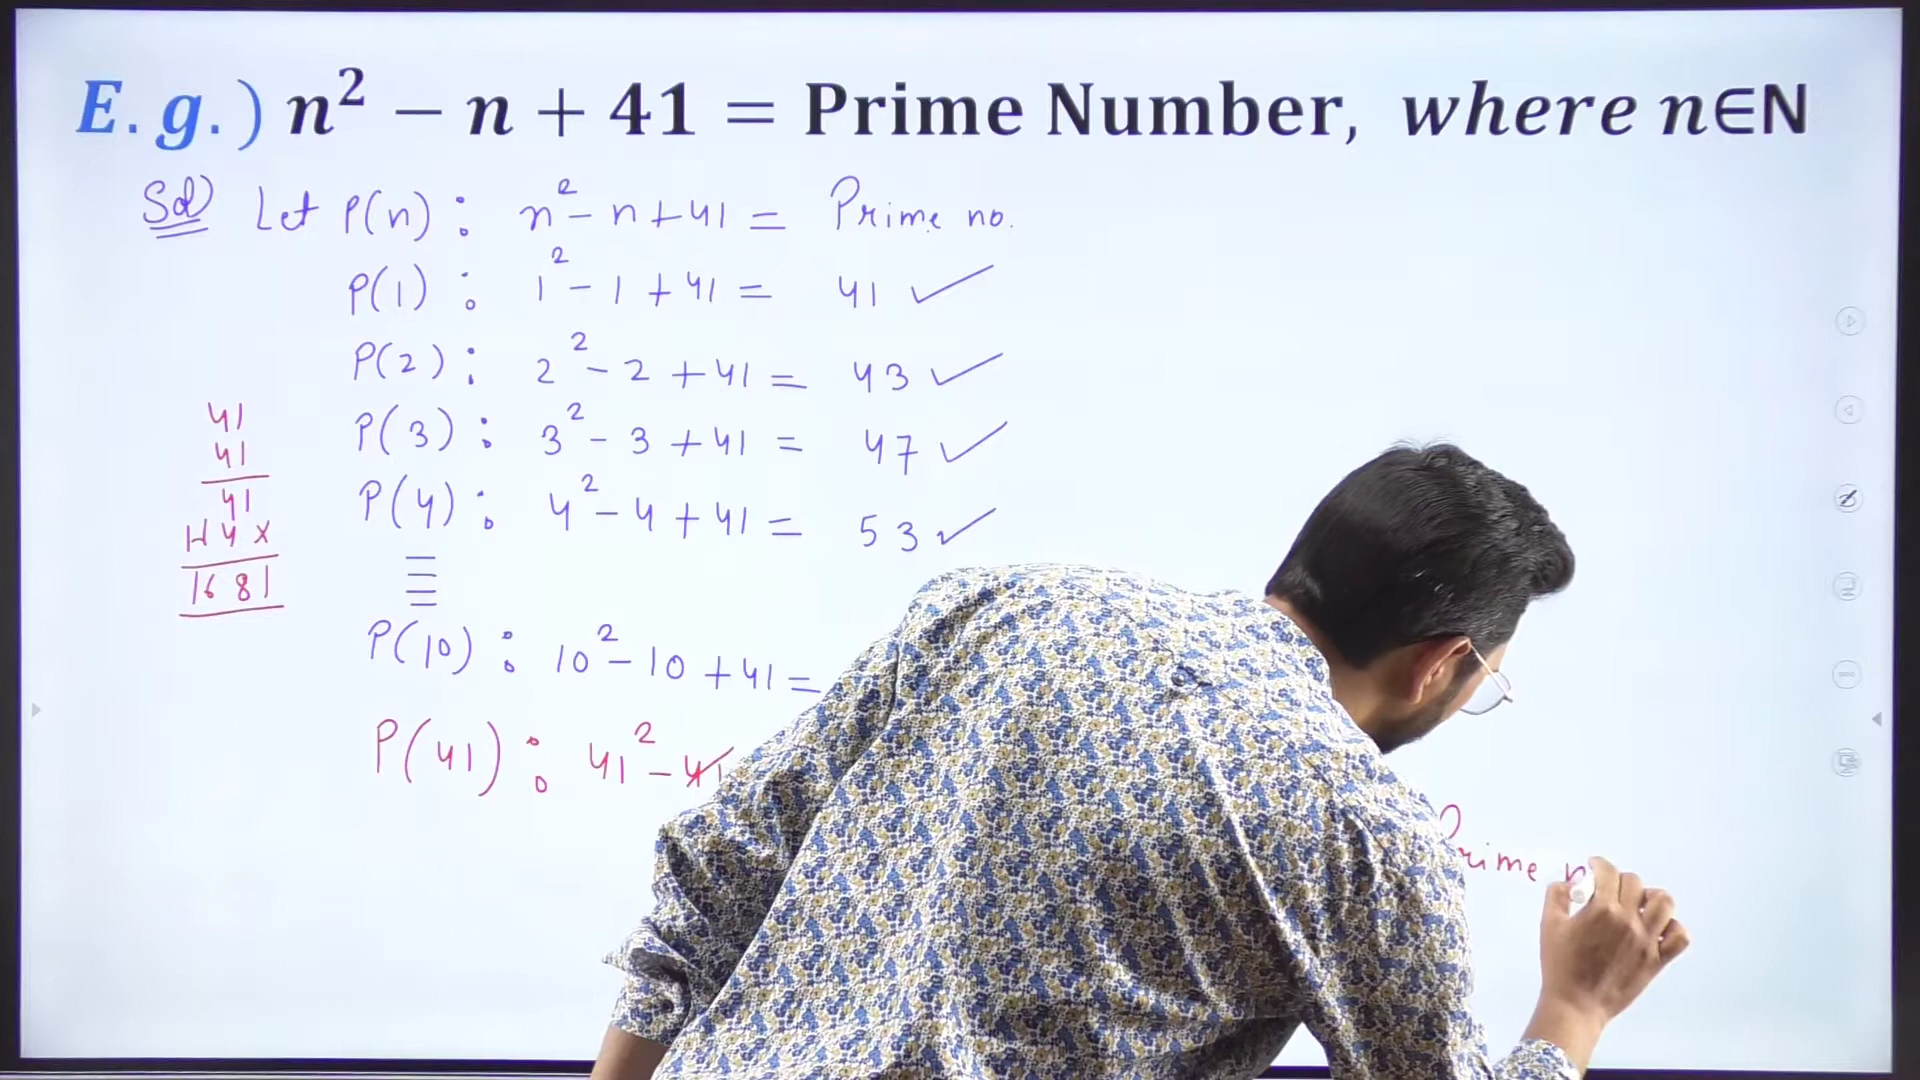 E.g.) n² − n + 41 = Prime Number, where n∈N
Sol) Let P(n) : n² - n + 41 = Prime no.
P(1) : 1² - 1 + 41 = 41 ✓
P(2) : 2² - 2 + 41 = 43 ✓
P(3) : 3² - 3 + 41 = 47 ✓
P(4) : 4² - 4 + 41 = 53 ✓
41
41
41
164x
1681
P(10) : 10² - 10 + 41 =
P(41) : 41² - 41
Prime n